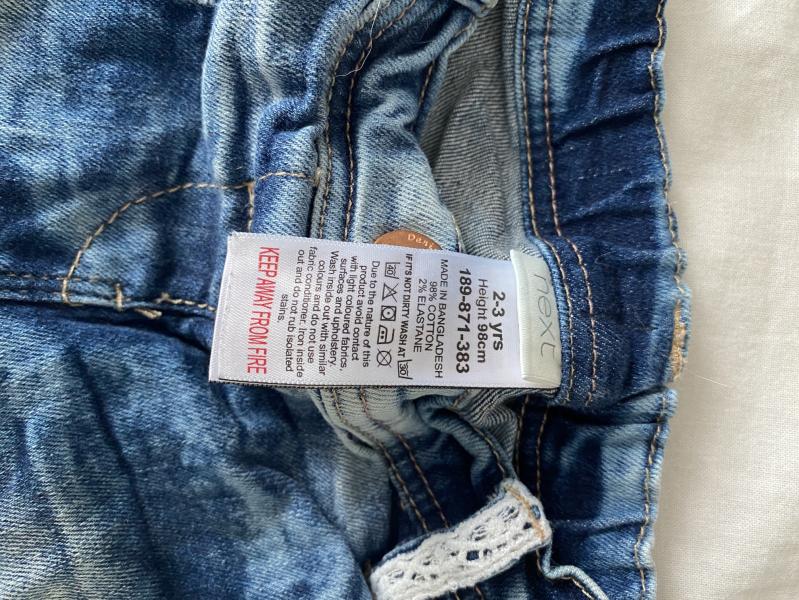 next
2-3 yrs
Height 98cm
189-871-383
MADE IN BANGLADESH
98% COTTON
2% ELASTANE
IF IT'S NOT DIRTY WASH AT 30
30
Due to the nature of this
product avoid contact
with light coloured fabrics,
surfaces and upholstery.
Wash inside out with similar
colours and do not use
fabric conditioner. Iron inside
out and do not rub isolated
stains.
KEEP AWAY FROM FIRE